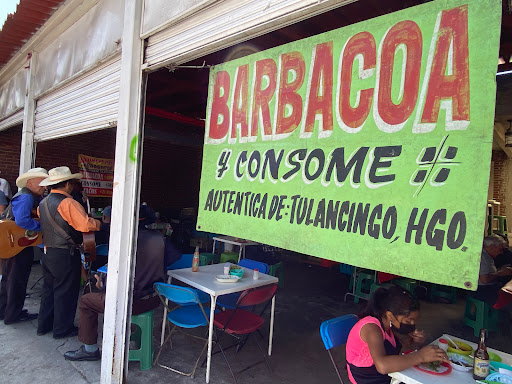 BARBACOA
Y CONSOME
AUTENTICA DE: TULANCINGO, HGO.